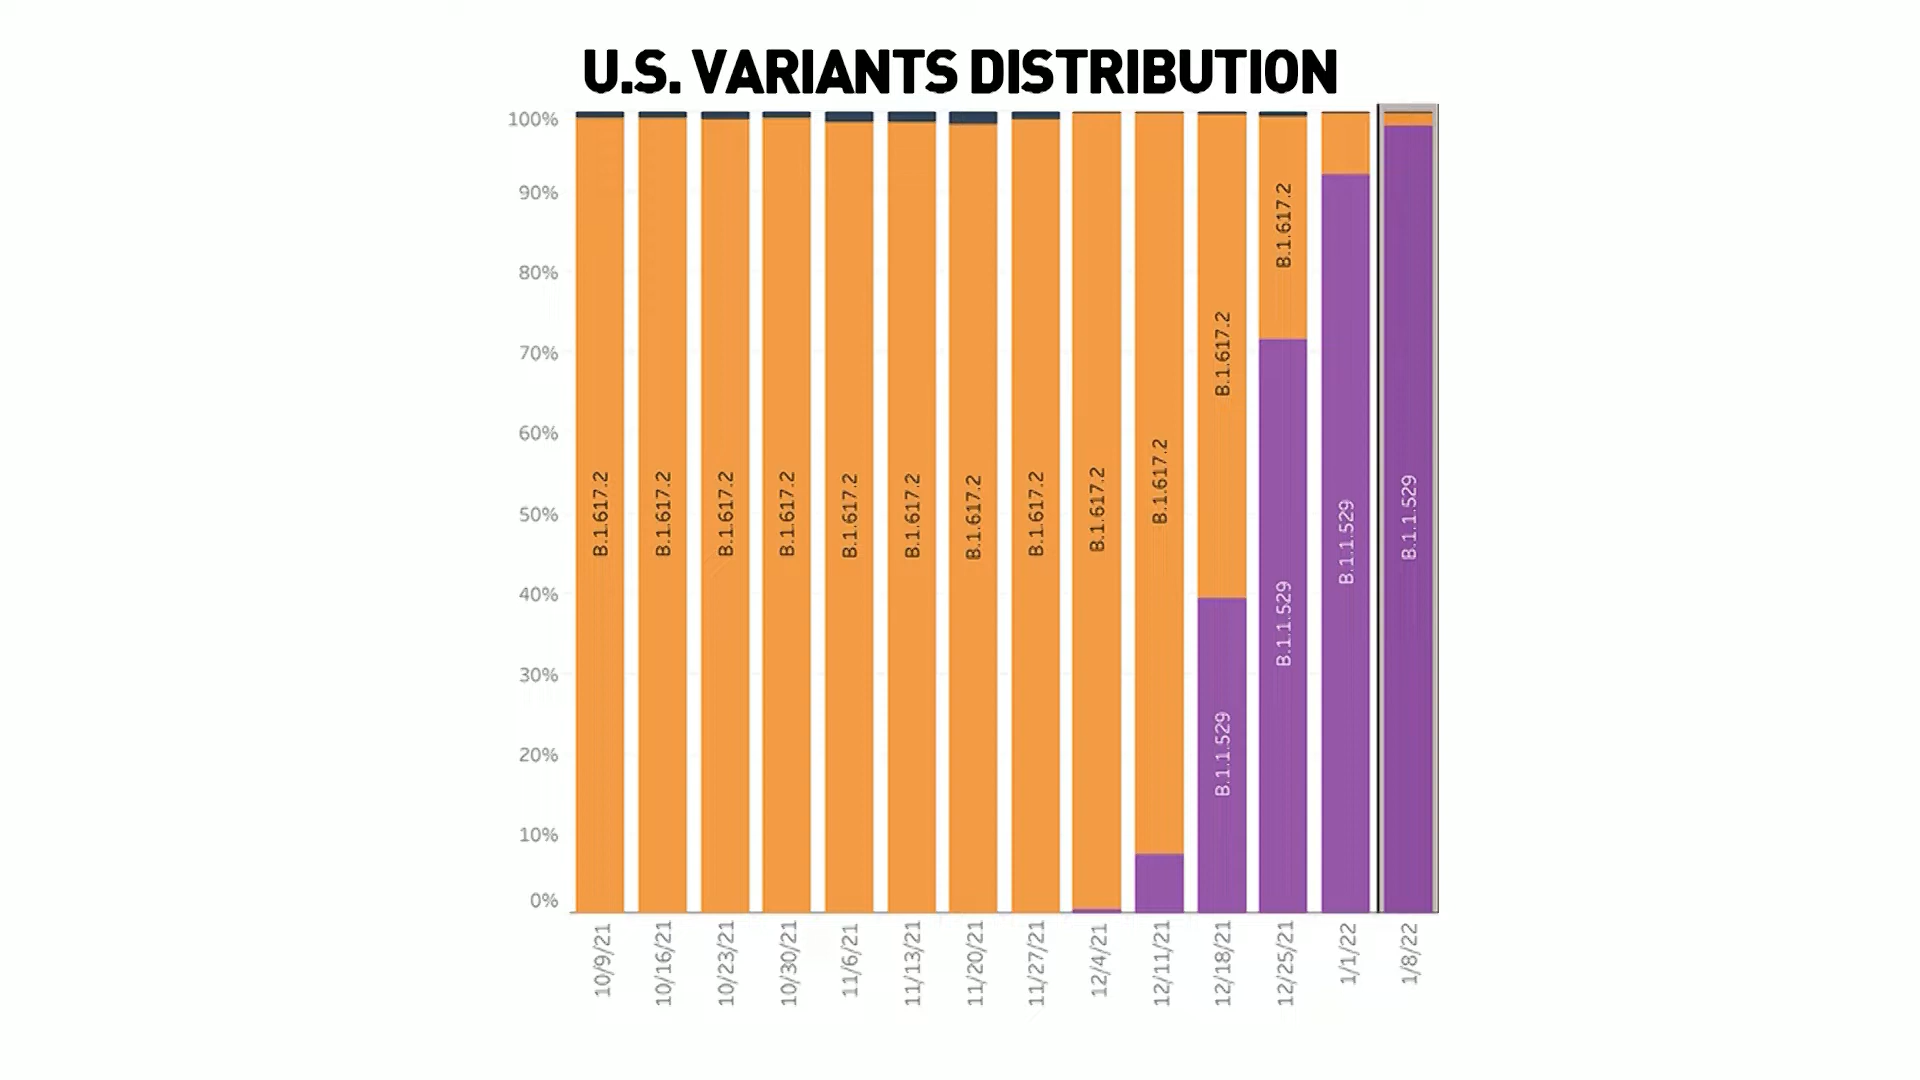 U.S. VARIANTS DISTRIBUTION
100%
90%
80%
70%
60%
50%
40%
30%
20%
10%
0%
B.1.617.2
B.1.617.2
B.1.617.2
B.1.617.2
B.1.617.2
B.1.617.2
B.1.617.2
B.1.617.2
B.1.617.2
B.1.617.2
B.1.617.2
B.1.1.529
B.1.617.2
B.1.1.529
B.1.1.529
B.1.1.529
10/9/21
10/16/21
10/23/21
10/30/21
11/6/21
11/13/21
11/20/21
11/27/21
12/4/21
12/11/21
12/18/21
12/25/21
1/1/22
1/8/22